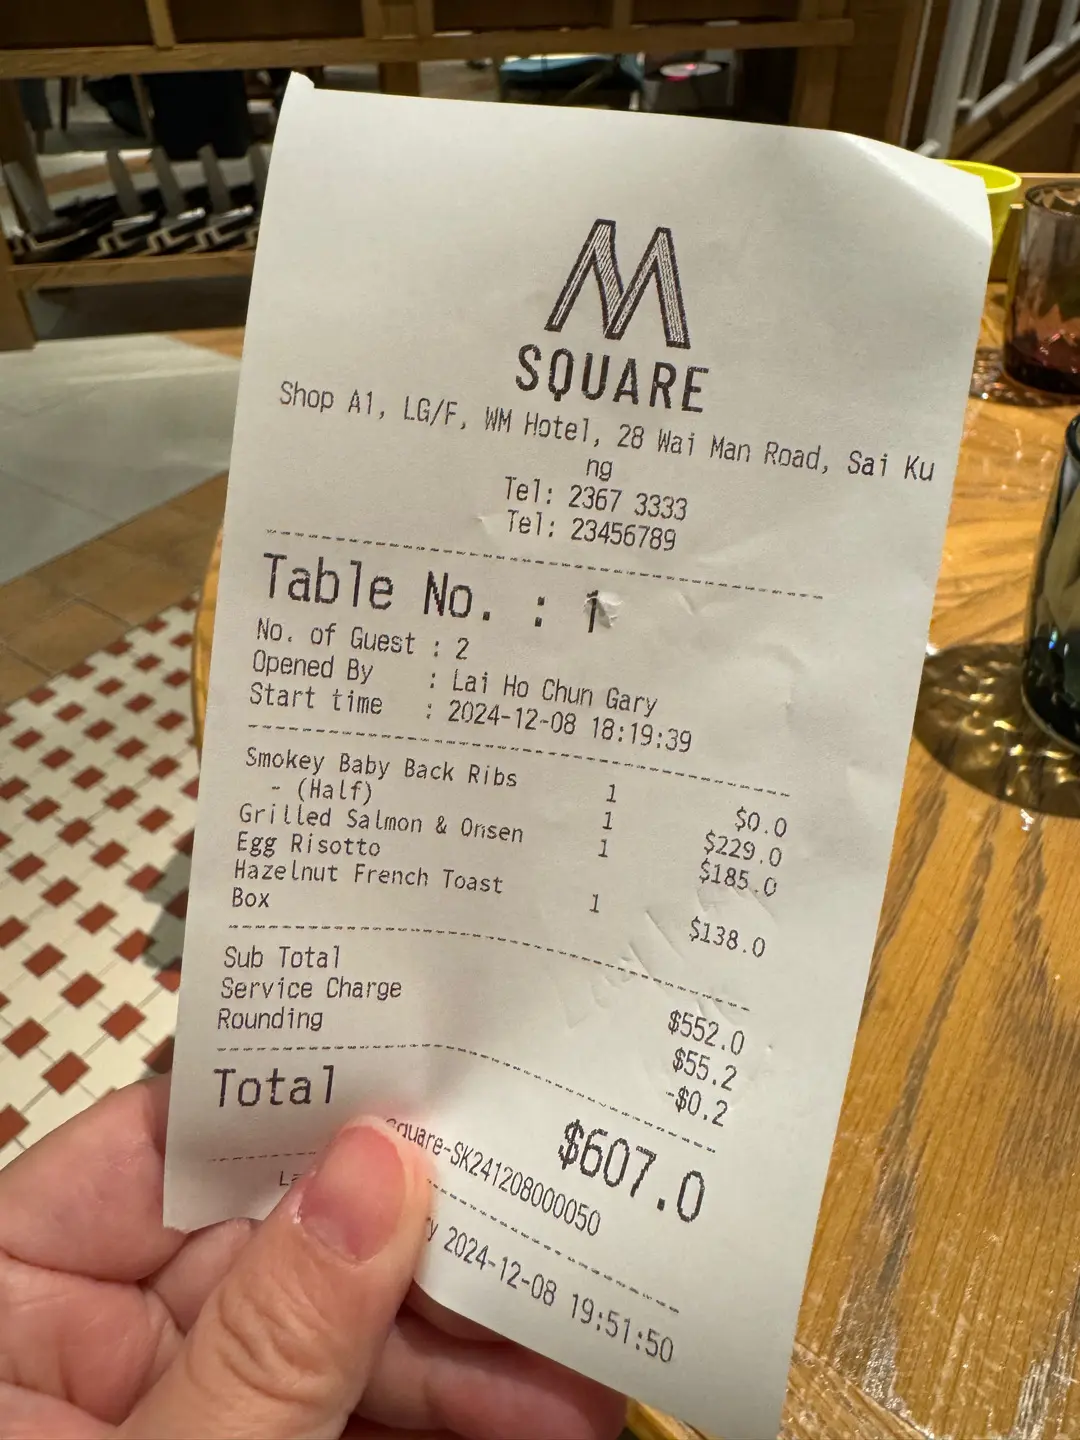 M
SQUARE
Shop A1, LG/F, WM Hotel, 28 Wai Man Road, Sai Ku
ng
Tel: 2367 3333
Tel: 23456789
Table No. : 1
No. of Guest : 2
Opened By : Lai Ho Chun Gary
Start time : 2024-12-08 18:19:39
Smokey Baby Back Ribs 1 $0.0
- (Half) 1 $229.0
Grilled Salmon & Onsen 1 $185.0
Egg Risotto
Hazelnut French Toast 1 $138.0
Box
Sub Total $552.0
Service Charge $55.2
Rounding -$0.2
Total $607.0
square-SK241208000050
2024-12-08 19:51:50